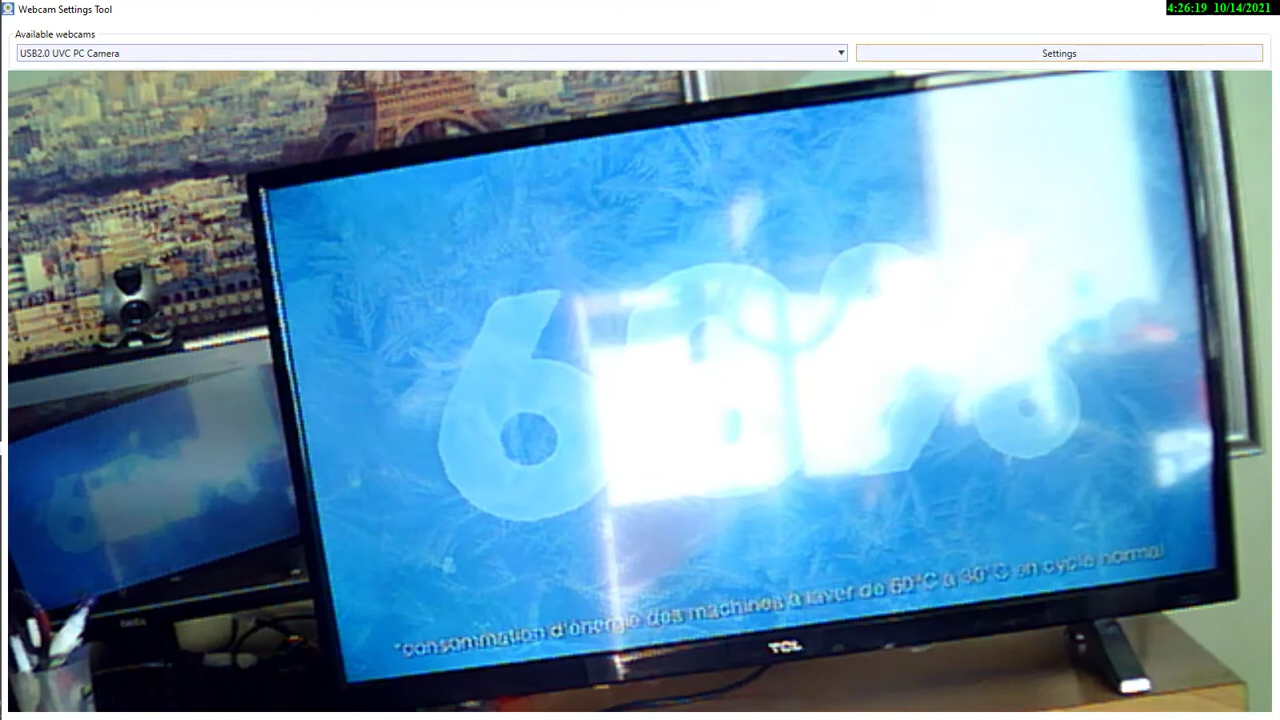 Webcam Settings Tool
4:26:19 10/14/2021
Available webcams
USB2.0 UVC PC Camera
Settings
*consommation d'énergie des machines à laver de 60°C à 30°C en cycle normal
TCL